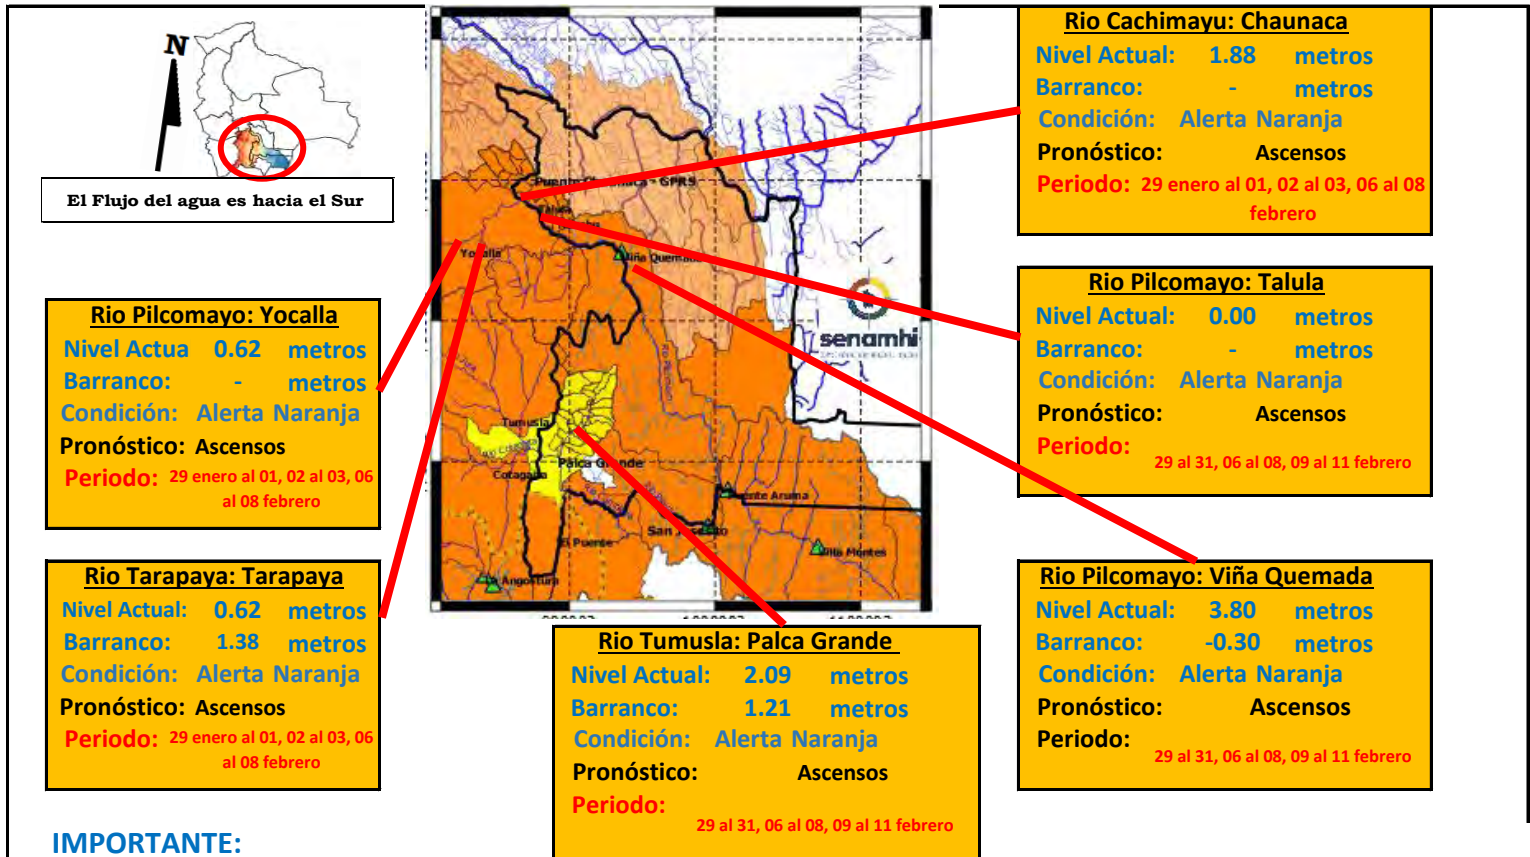 N
El Flujo del agua es hacia el Sur
Rio Cachimayu: Chaunaca
Nivel Actual: 1.88 metros
Barranco: - metros
Condición: Alerta Naranja
Pronóstico: Ascensos
Periodo: 29 enero al 01, 02 al 03, 06 al 08
febrero
Rio Pilcomayo: Talula
Nivel Actual: 0.00 metros
Barranco: - metros
Condición: Alerta Naranja
Pronóstico: Ascensos
Periodo:
29 al 31, 06 al 08, 09 al 11 febrero
Rio Pilcomayo: Yocalla
Nivel Actua 0.62 metros
Barranco: - metros
Condición: Alerta Naranja
Pronóstico: Ascensos
Periodo: 29 enero al 01, 02 al 03, 06
al 08 febrero
Rio Tarapaya: Tarapaya
Nivel Actual: 0.62 metros
Barranco: 1.38 metros
Condición: Alerta Naranja
Pronóstico: Ascensos
Periodo: 29 enero al 01, 02 al 03, 06
al 08 febrero
Rio Pilcomayo: Viña Quemada
Nivel Actual: 3.80 metros
Barranco: -0.30 metros
Condición: Alerta Naranja
Pronóstico: Ascensos
Periodo:
29 al 31, 06 al 08, 09 al 11 febrero
Rio Tumusla: Palca Grande
Nivel Actual: 2.09 metros
Barranco: 1.21 metros
Condición: Alerta Naranja
Pronóstico: Ascensos
Periodo:
29 al 31, 06 al 08, 09 al 11 febrero
- GPRS
senamhi
Tumusla
Palca Grande
Cotagaita
San
El Puente
Villa Montes
IMPORTANTE: